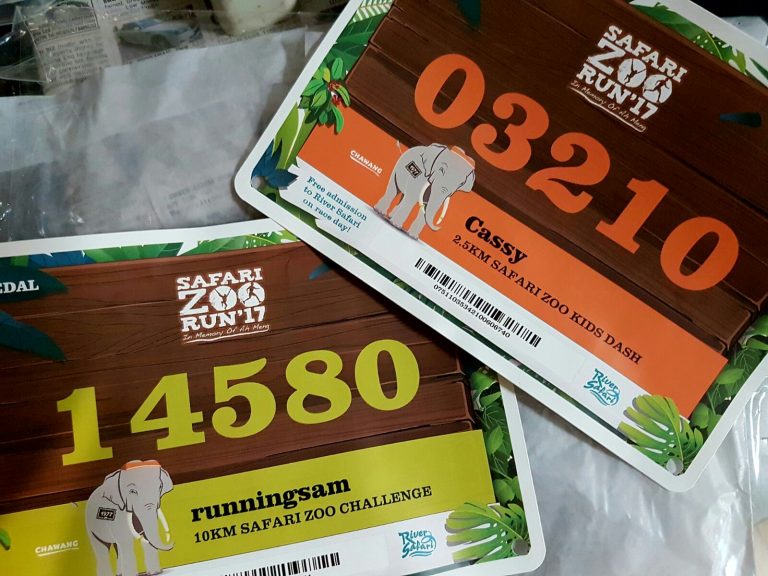 SAFARI
ZOO
RUN'17
In Memory Of Ah Meng
03210
CHAWANG
Free admission
to River Safari
on race day!
Cassy
2.5KM SAFARI ZOO KIDS DASH
07511035342100606740
River
Safari
SAFARI
ZOO
RUN'17
In Memory Of Ah Meng
14580
1977
runningsam
10KM SAFARI ZOO CHALLENGE
CHAWANG
River
Safari